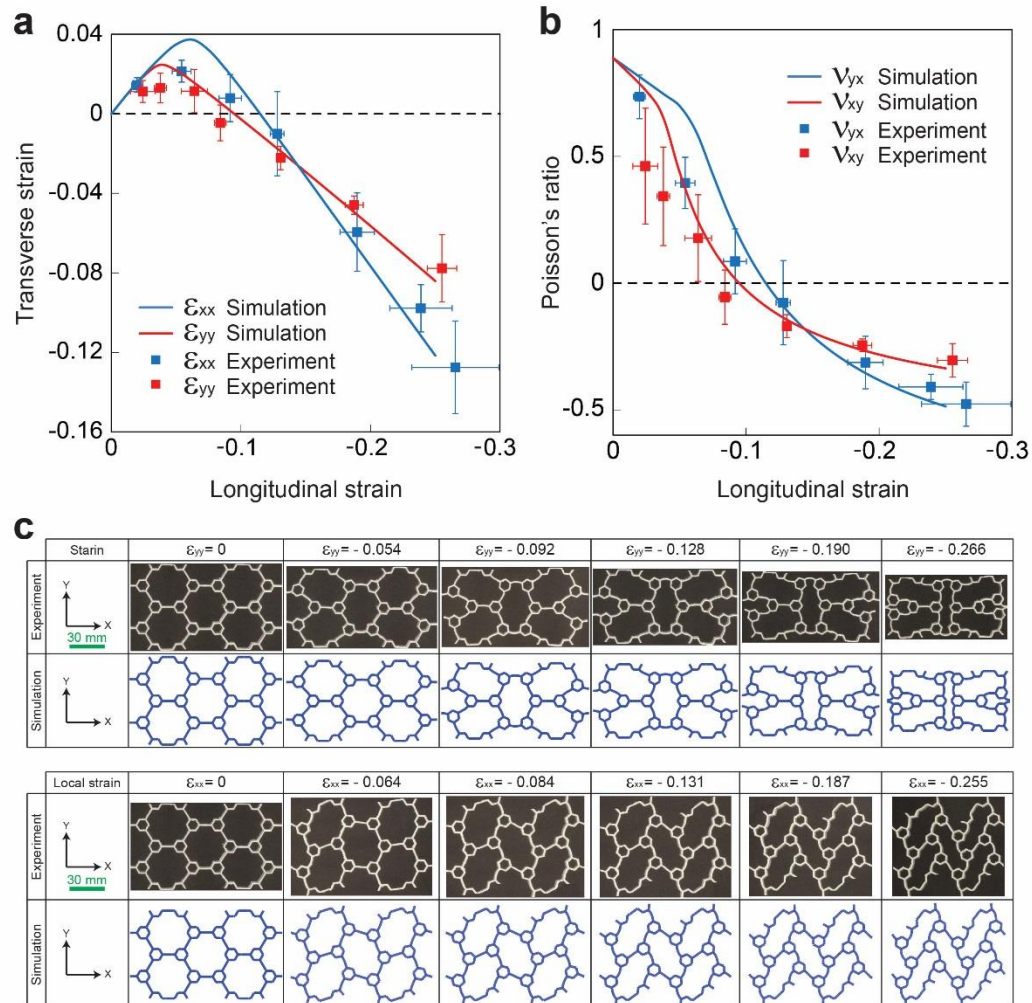 a
0.04
0
-0.04
-0.08
-0.12
-0.16
Transverse strain
εxx Simulation
εyy Simulation
εxx Experiment
εyy Experiment
0 -0.1 -0.2 -0.3
Longitudinal strain
b
1
0.5
0
-0.5
Poisson's ratio
νyx Simulation
νxy Simulation
νyx Experiment
νxy Experiment
0 -0.1 -0.2 -0.3
Longitudinal strain
c
Starin εyy= 0 εyy= - 0.054 εyy= - 0.092 εyy= - 0.128 εyy= - 0.190 εyy= - 0.266
Experiment
Y
X
30 mm
Simulation
Y
X
Local strain εxx= 0 εxx= - 0.064 εxx= - 0.084 εxx= - 0.131 εxx= - 0.187 εxx= - 0.255
Experiment
Y
X
30 mm
Simulation
Y
X